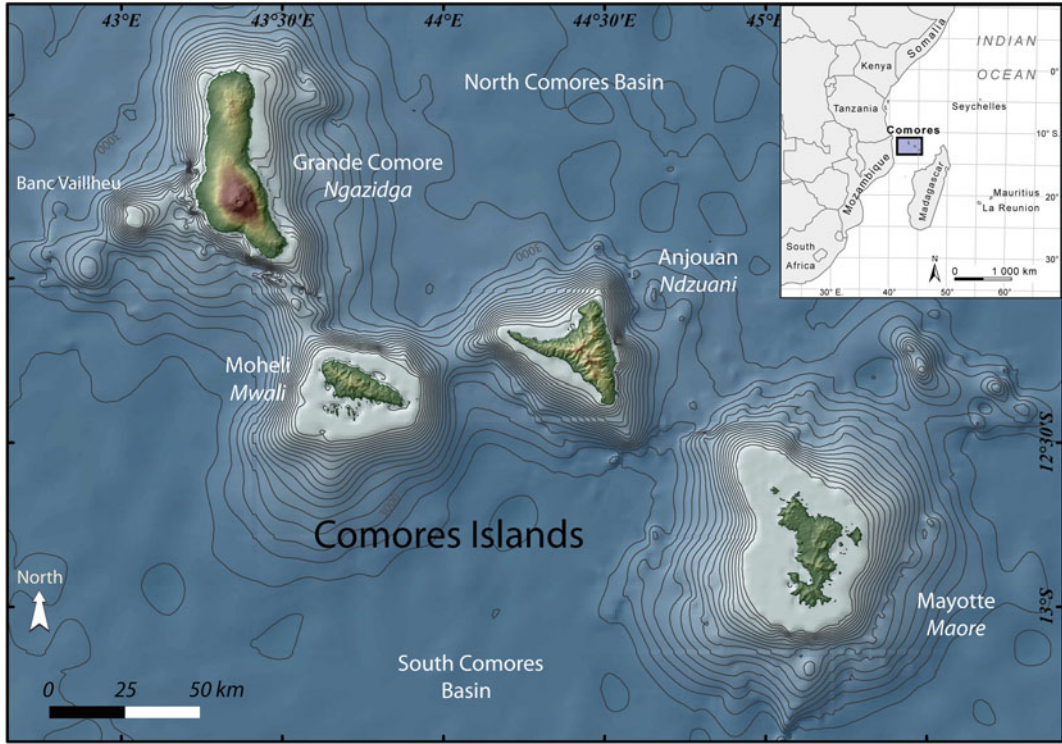 43°E
43°30'E
44°E
44°30'E
45°
North Comores Basin
3000
Grande Comore
Ngazidga
Banc Vaillheu
3000
Anjouan
Ndzuani
Moheli
Mwali
12°30'S
Comores Islands
North
13°S
Mayotte
Maore
South Comores
Basin
0 25 50 km
Somalia
INDIAN
OCEAN
Kenya
0°
Tanzania
Seychelles
Comores
10° S.
Mozambique
Madagascar
Mauritius
La Reunion
20°
South
Africa
N
30°
0 1 000 km
30° E.
40°
50°
60°